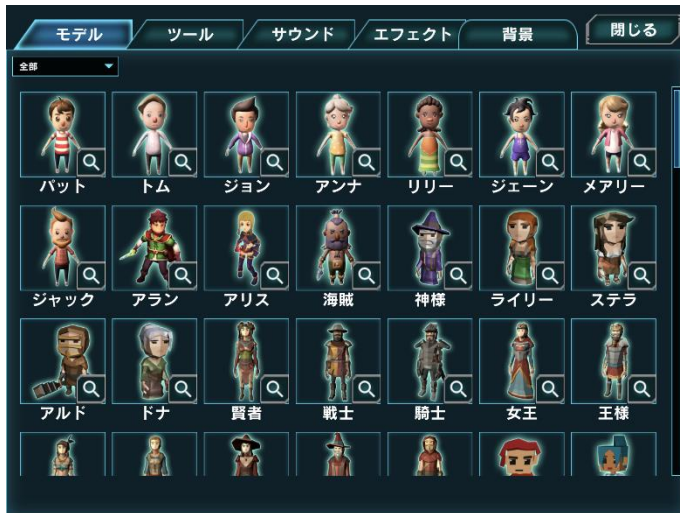 モデル ツール サウンド エフェクト 背景 閉じる
全部
パット トム ジョン アンナ リリー ジェーン メアリー
ジャック アラン アリス 海賊 神様 ライリー ステラ
アルド ドナ 賢者 戦士 騎士 女王 王様